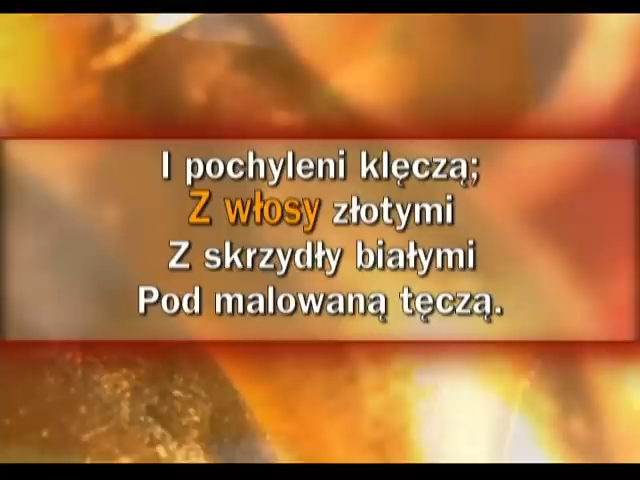 I pochyleni klęczą;
Z włosy złotymi
Z skrzydły białymi
Pod malowaną tęczą.